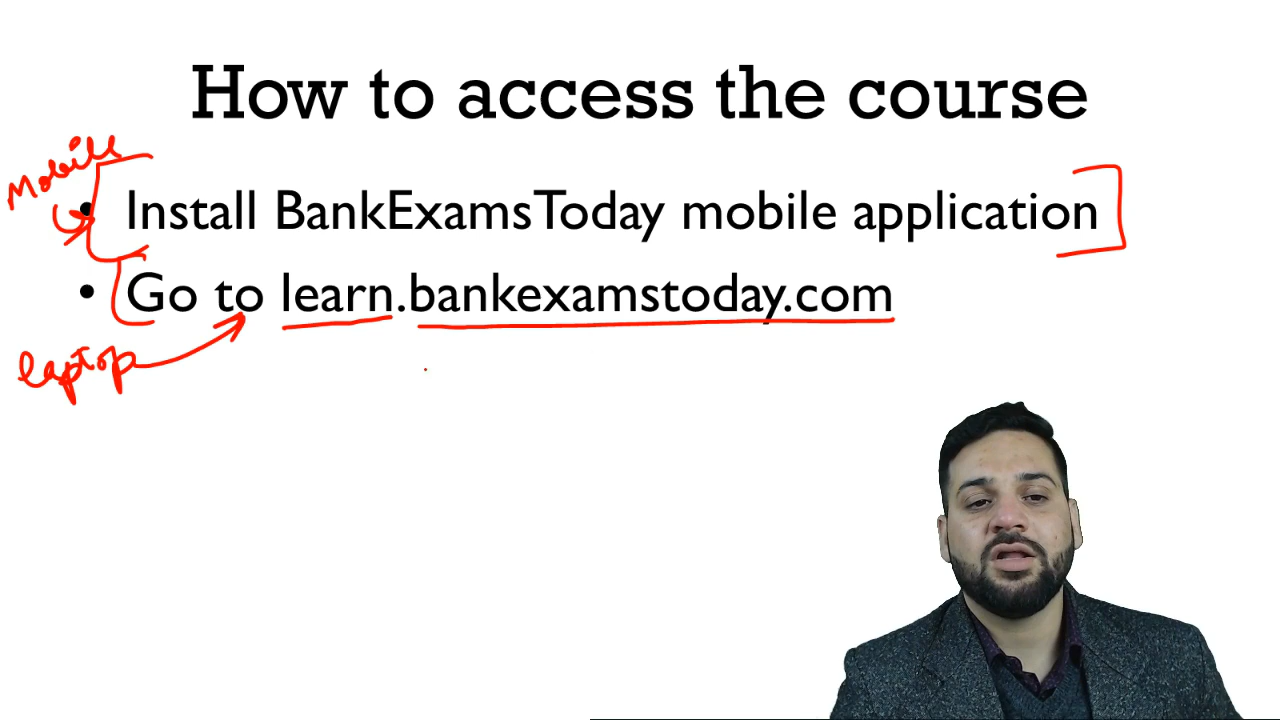 How to access the course
Mobile
• Install BankExamsToday mobile application
• Go to learn.bankexamstoday.com
laptop